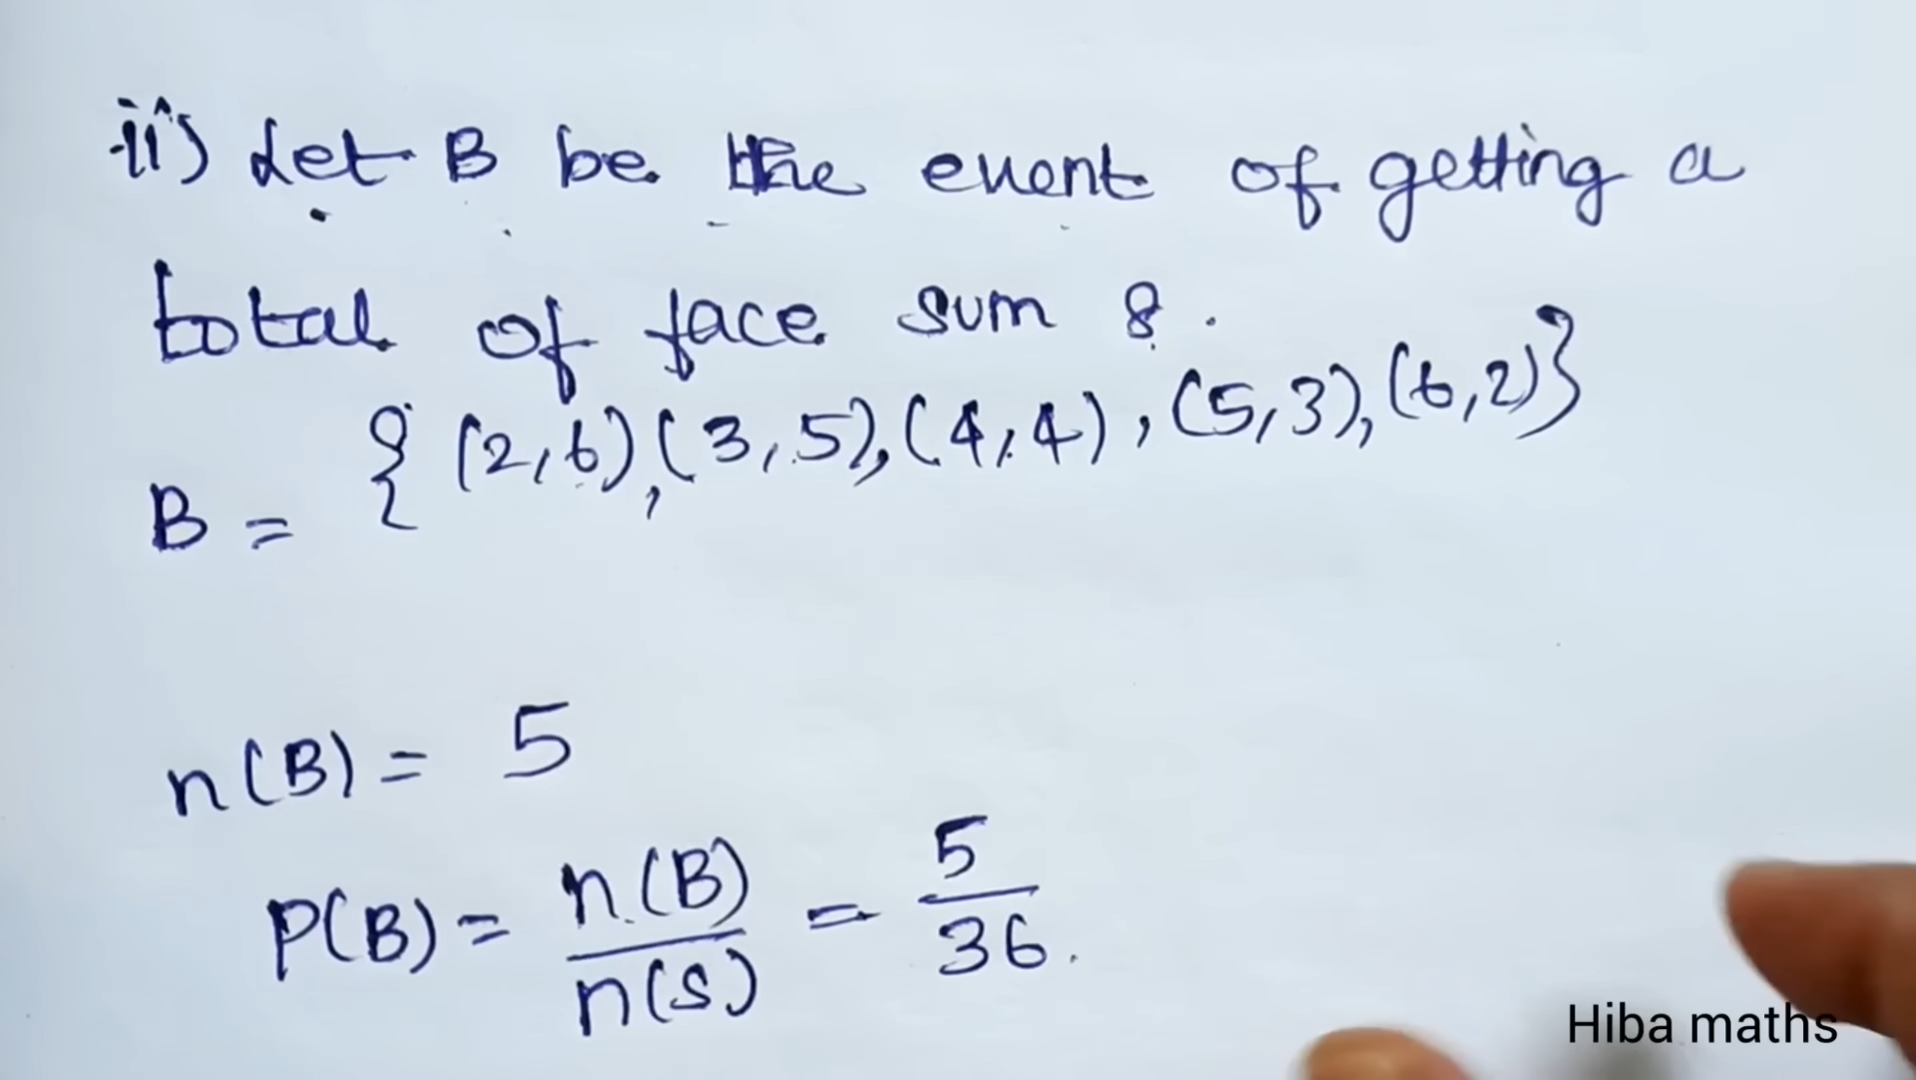 ii) Let B be the event of getting a
total of face sum 8.
B = {(2,6),(3,5),(4,4),(5,3),(6,2)}
n(B) = 5
P(B) = n(B)/n(S) = 5/36.
Hiba maths